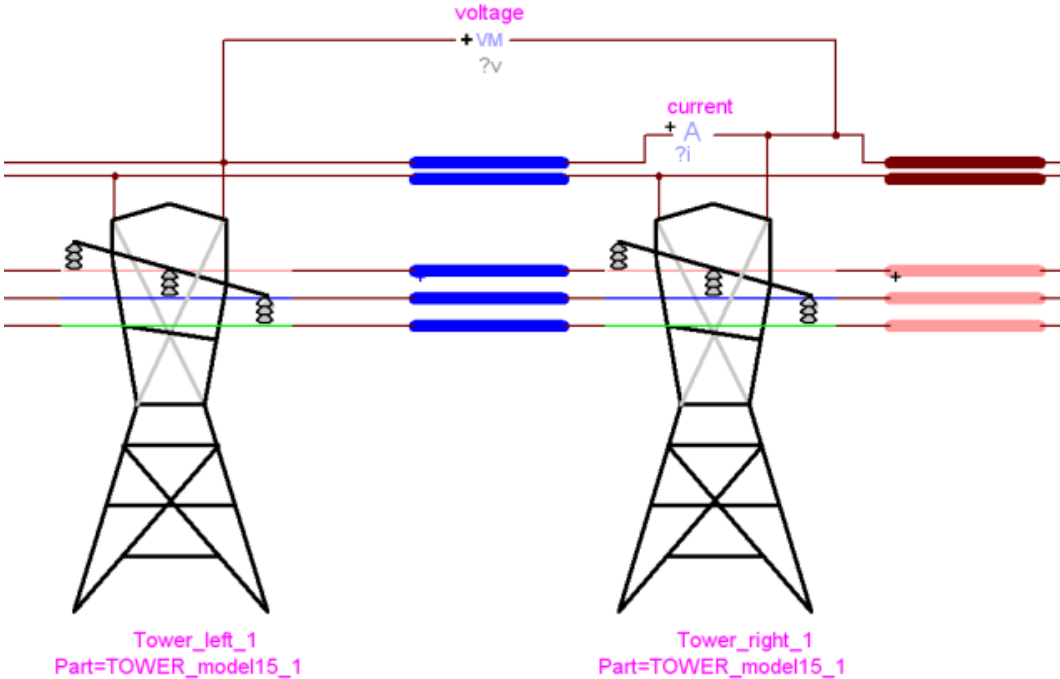 voltage
+ VM
?v
current
+ A
?i
+
+
Tower_left_1
Part=TOWER_model15_1
Tower_right_1
Part=TOWER_model15_1